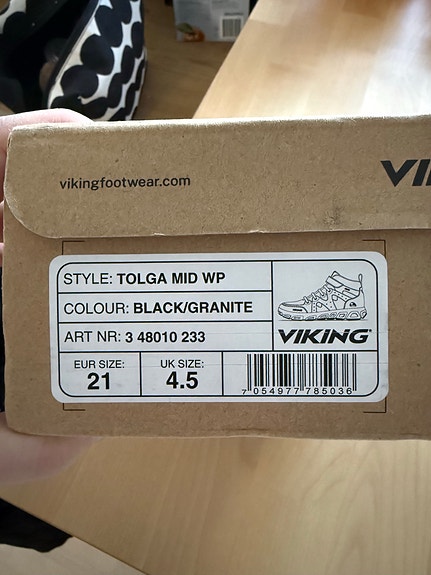 vikingfootwear.com
STYLE: TOLGA MID WP
COLOUR: BLACK/GRANITE
ART NR: 3 48010 233
VIKING
EUR SIZE:
21
UK SIZE:
4.5
7 054977 785036